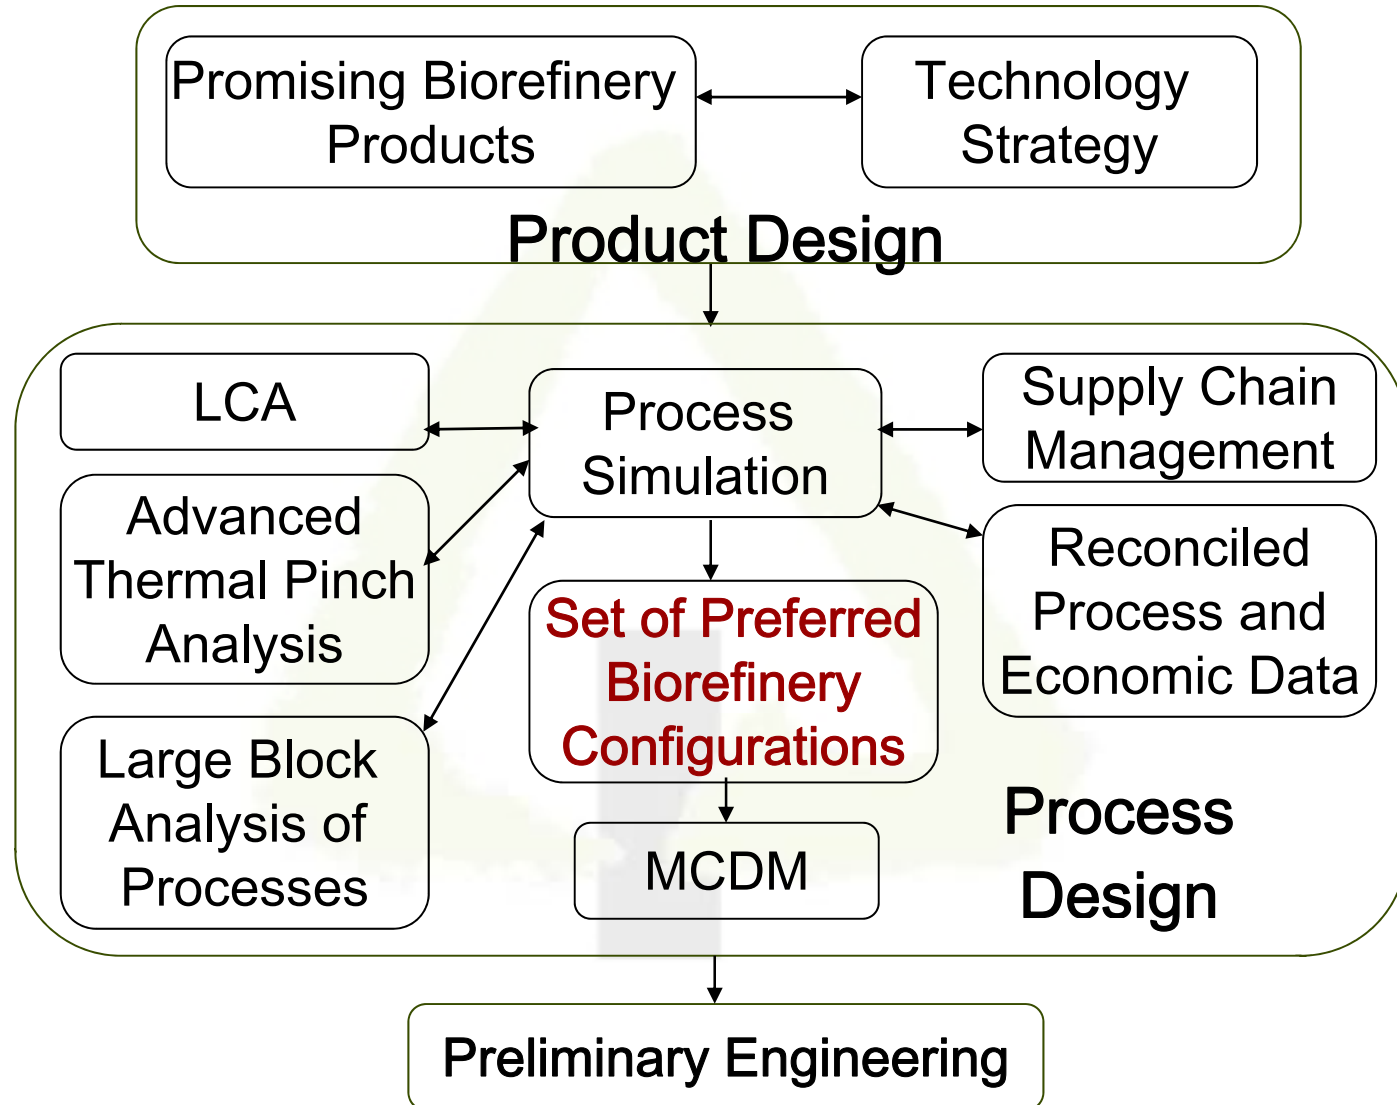 Promising Biorefinery
Products
Technology
Strategy
Product Design
LCA
Process
Simulation
Supply Chain
Management
Advanced
Thermal Pinch
Analysis
Reconciled
Process and
Economic Data
Set of Preferred
Biorefinery
Configurations
Large Block
Analysis of
Processes
MCDM
Process
Design
Preliminary Engineering